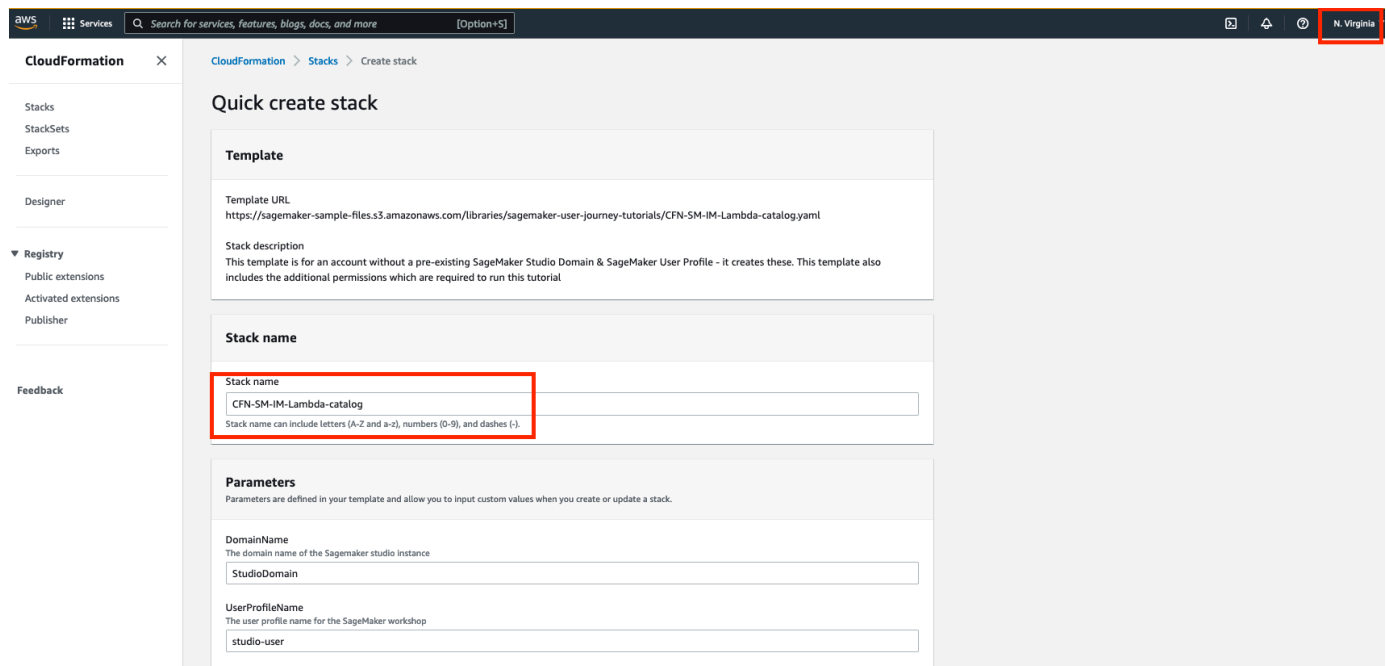 aws
Services
Search for services, features, blogs, docs, and more
[Option+S]
N. Virginia
CloudFormation
Stacks
StackSets
Exports
Designer
Registry
Public extensions
Activated extensions
Publisher
Feedback
CloudFormation > Stacks > Create stack
Quick create stack
Template
Template URL
https://sagemaker-sample-files.s3.amazonaws.com/libraries/sagemaker-user-journey-tutorials/CFN-SM-IM-Lambda-catalog.yaml
Stack description
This template is for an account without a pre-existing SageMaker Studio Domain & SageMaker User Profile - it creates these. This template also
includes the additional permissions which are required to run this tutorial
Stack name
Stack name
CFN-SM-IM-Lambda-catalog
Stack name can include letters (A-Z and a-z), numbers (0-9), and dashes (-).
Parameters
Parameters are defined in your template and allow you to input custom values when you create or update a stack.
DomainName
The domain name of the Sagemaker studio instance
StudioDomain
UserProfileName
The user profile name for the SageMaker workshop
studio-user